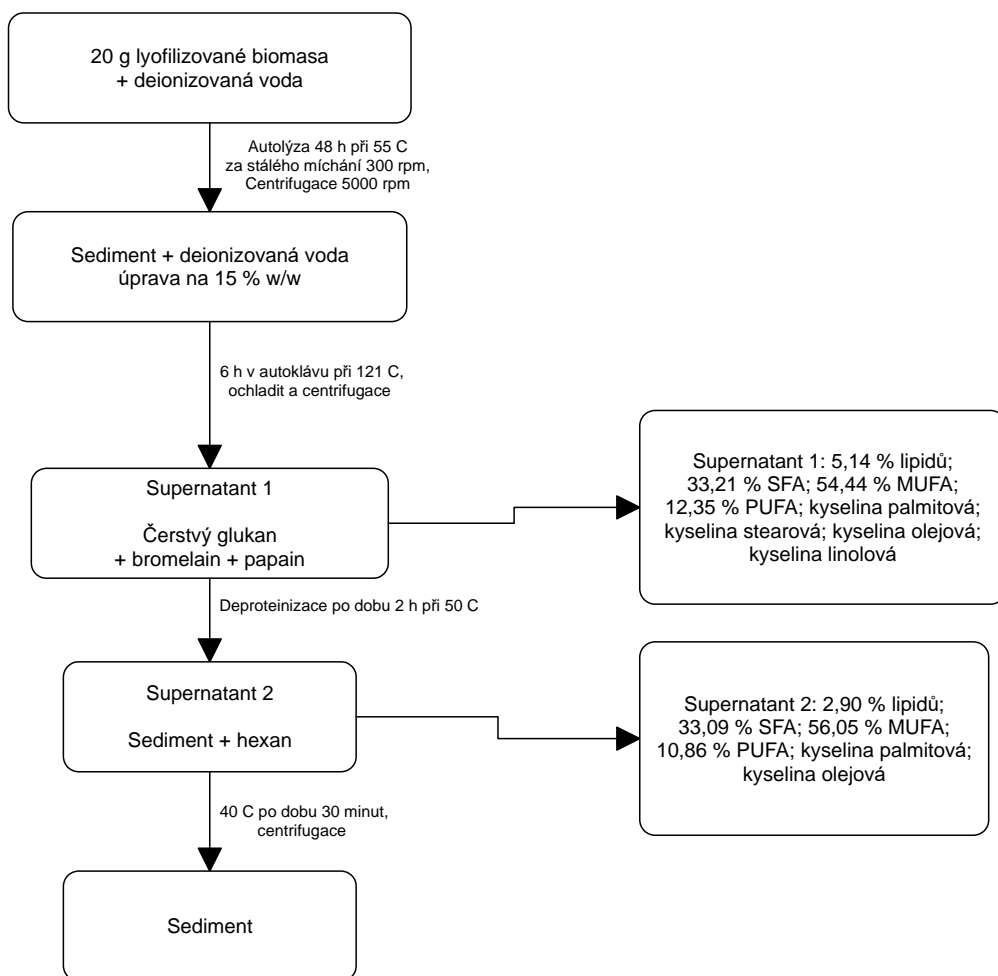 20 g lyofilizované biomasa
+ deionizovaná voda
Autolýza 48 h při 55 C
za stálého míchání 300 rpm,
Centrifugace 5000 rpm
Sediment + deionizovaná voda
úprava na 15 % w/w
6 h v autoklávu při 121 C,
ochladit a centrifugace
Supernatant 1
Čerstvý glukan
+ bromelain + papain
Supernatant 1: 5,14 % lipidů;
33,21 % SFA; 54,44 % MUFA;
12,35 % PUFA; kyselina palmitová;
kyselina stearová; kyselina olejová;
kyselina linolová
Deproteinizace po dobu 2 h při 50 C
Supernatant 2
Sediment + hexan
Supernatant 2: 2,90 % lipidů;
33,09 % SFA; 56,05 % MUFA;
10,86 % PUFA; kyselina palmitová;
kyselina olejová
40 C po dobu 30 minut,
centrifugace
Sediment